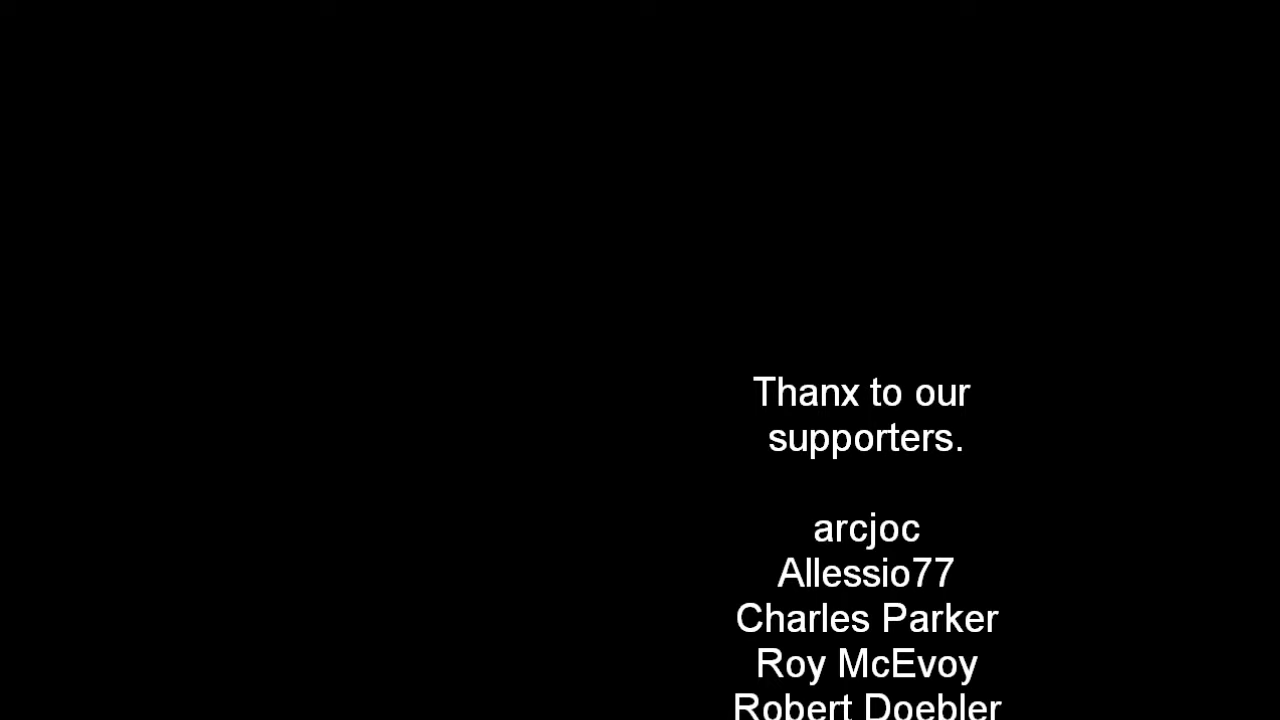 Thanx to our
supporters.
arcjoc
Allessio77
Charles Parker
Roy McEvoy
Robert Doebler